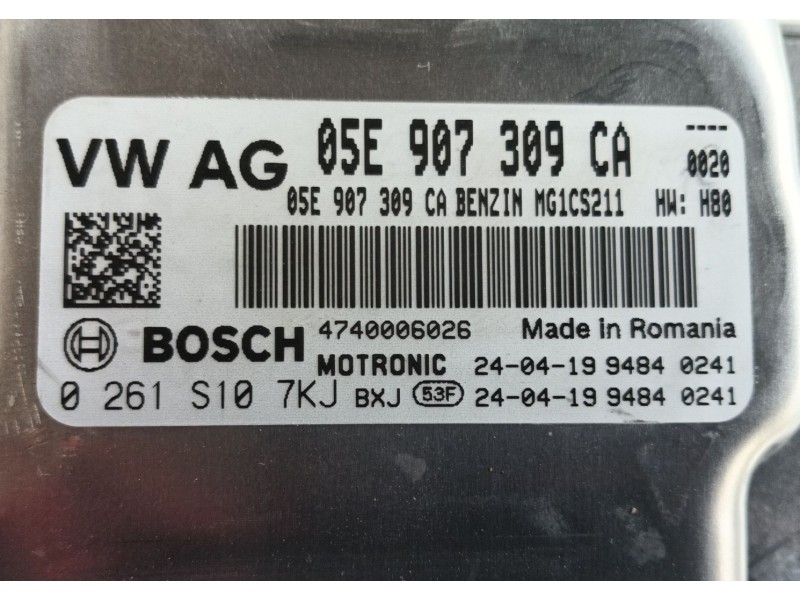 VW AG 05E 907 309 CA ----
0020
05E 907 309 CA BENZIN MG1CS211 HW: H80
BOSCH 4740006026 Made in Romania
MOTRONIC 24-04-19 9484 0241
0 261 S10 7KJ BXJ 53F 24-04-19 9484 0241